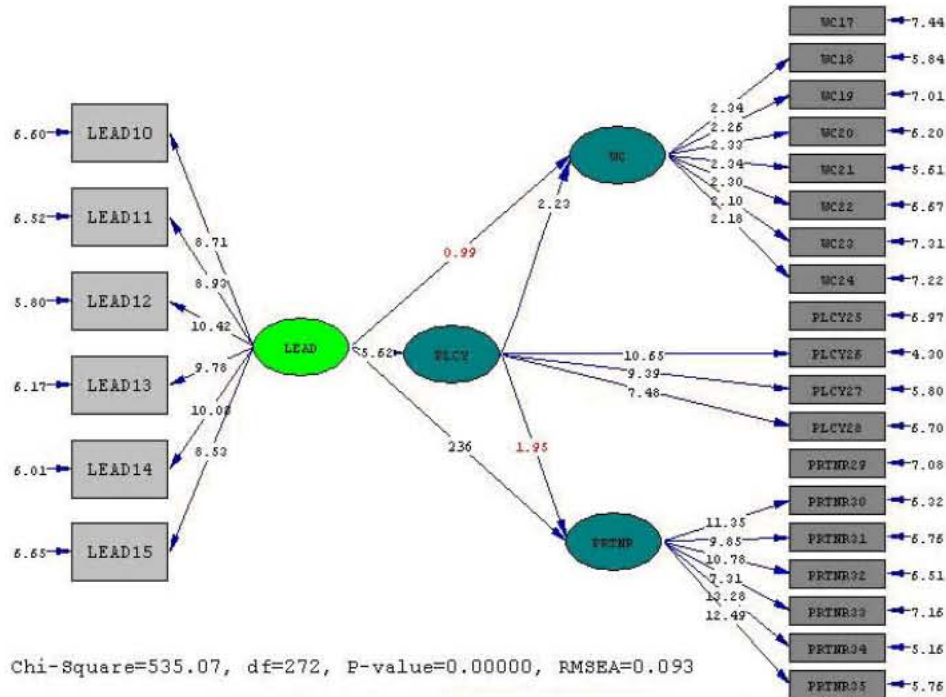 WC17 7.44
WC18 5.84
WC19 7.01
WC20 6.20
WC21 5.61
WC22 6.67
WC23 7.31
WC24 7.22
PLCY25 6.97
PLCY26 4.30
PLCY27 5.80
PLCY28 6.70
PRTNR29 7.08
PRTNR30 6.32
PRTNR31 6.76
PRTNR32 6.51
PRTNR33 7.16
PRTNR34 5.16
PRTNR35 5.76
6.60 LEAD10
6.52 LEAD11
5.80 LEAD12
6.17 LEAD13
6.01 LEAD14
6.65 LEAD15
8.71
8.93
10.42
9.78
10.08
8.53
LEAD
0.99
5.62
236
PLCY
2.23
1.95
WC
2.34
2.26
2.33
2.34
2.30
2.10
2.18
10.65
9.39
7.48
PRTNR
11.35
9.85
10.78
7.31
13.28
12.49
Chi-Square=535.07, df=272, P-value=0.00000, RMSEA=0.093